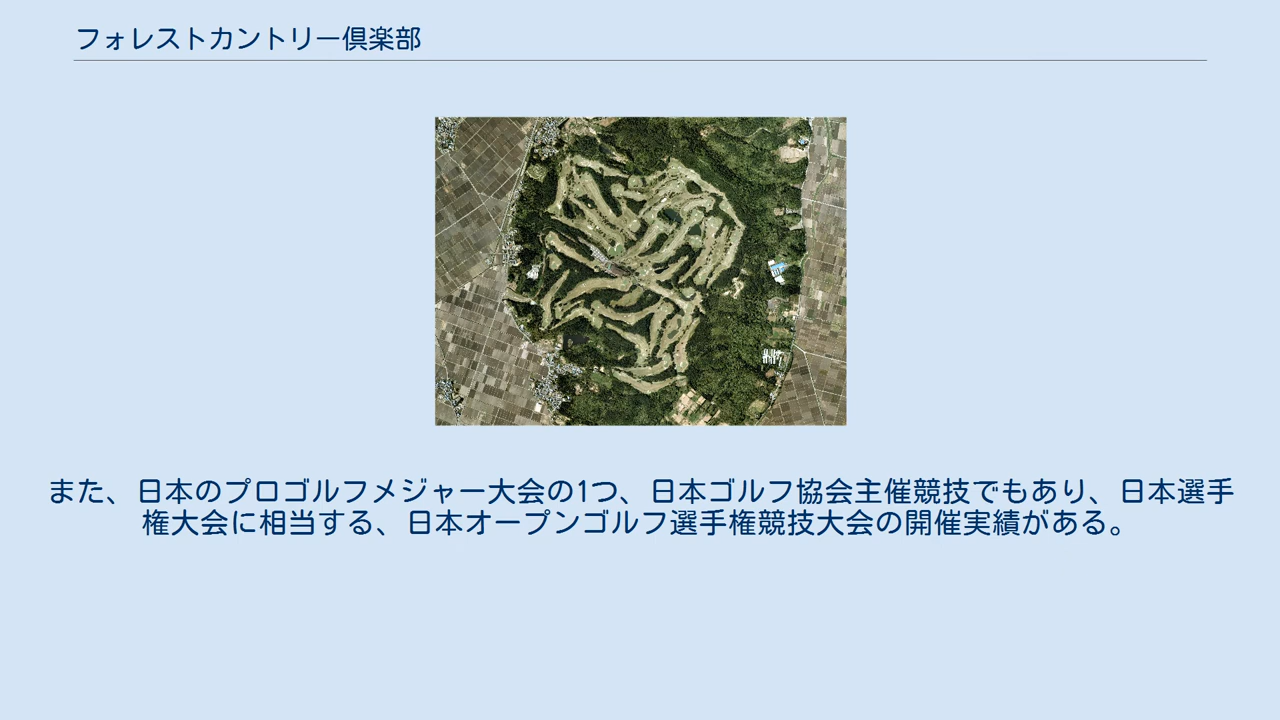 フォレストカントリー倶楽部
また、日本のプロゴルフメジャー大会の1つ、日本ゴルフ協会主催競技でもあり、日本選手
権大会に相当する、日本オープンゴルフ選手権競技大会の開催実績がある。